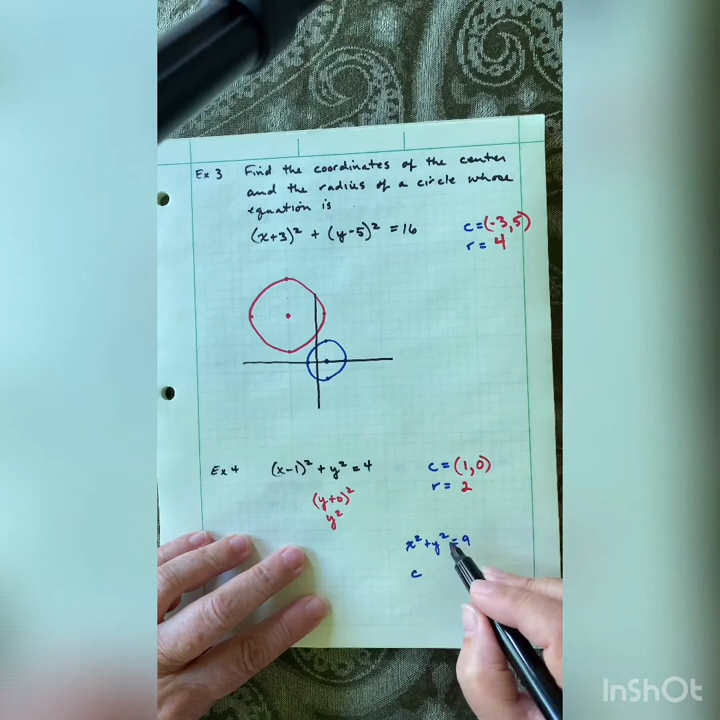 Ex 3 Find the coordinates of the center
and the radius of a circle whose
equation is
(x+3)² + (y-5)² = 16
c = (-3, 5)
r = 4
Ex 4 (x-1)² + y² = 4
c = (1, 0)
r = 2
(y+0)²
y²
x² + y² = 9
c
InShOt